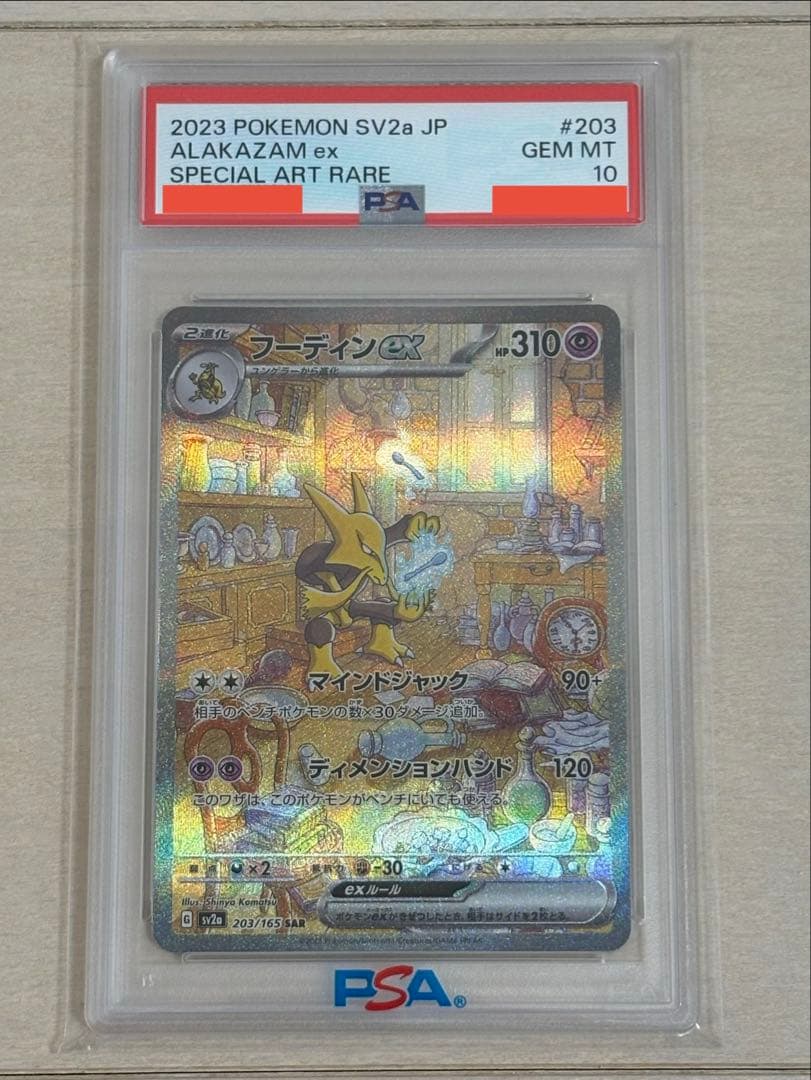 2023 POKEMON SV2a JP #203
ALAKAZAM ex GEM MT
SPECIAL ART RARE 10
PSA
2進化 フーディンex HP310
ユンゲラーから進化
マインドジャック 90+
相手のベンチポケモンの数×30ダメージ追加。
ディメンションハンド 120
このワザは、このポケモンがベンチにいても使える。
×2 -30
exルール
ポケモンexがきぜつしたとき、相手はサイドを2枚とる。
Illus. Shinya Komatsu
G sv2a 203/165 SAR
PSA®